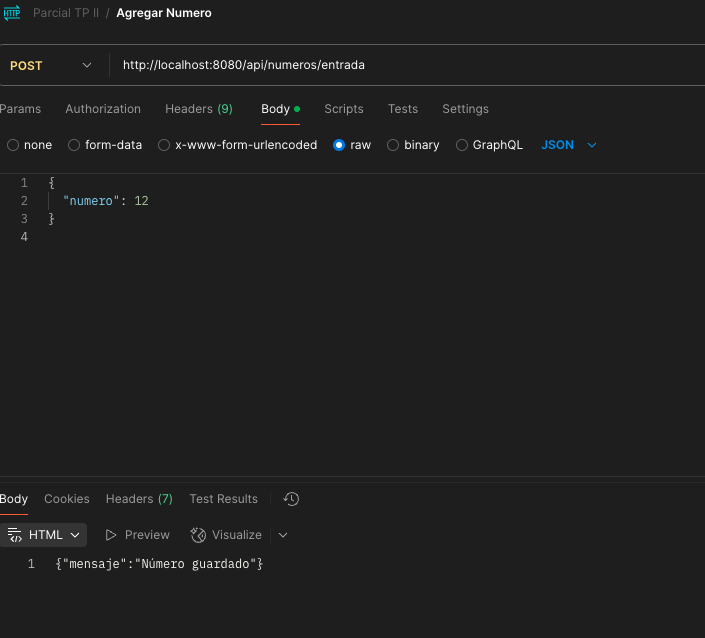 HTTP Parcial TP II / Agregar Numero
POST http://localhost:8080/api/numeros/entrada
Params Authorization Headers (9) Body Scripts Tests Settings
none form-data x-www-form-urlencoded raw binary GraphQL JSON
1 {
2 "numero": 12
3 }
4
Body Cookies Headers (7) Test Results
HTML Preview Visualize
1 {"mensaje":"Número guardado"}